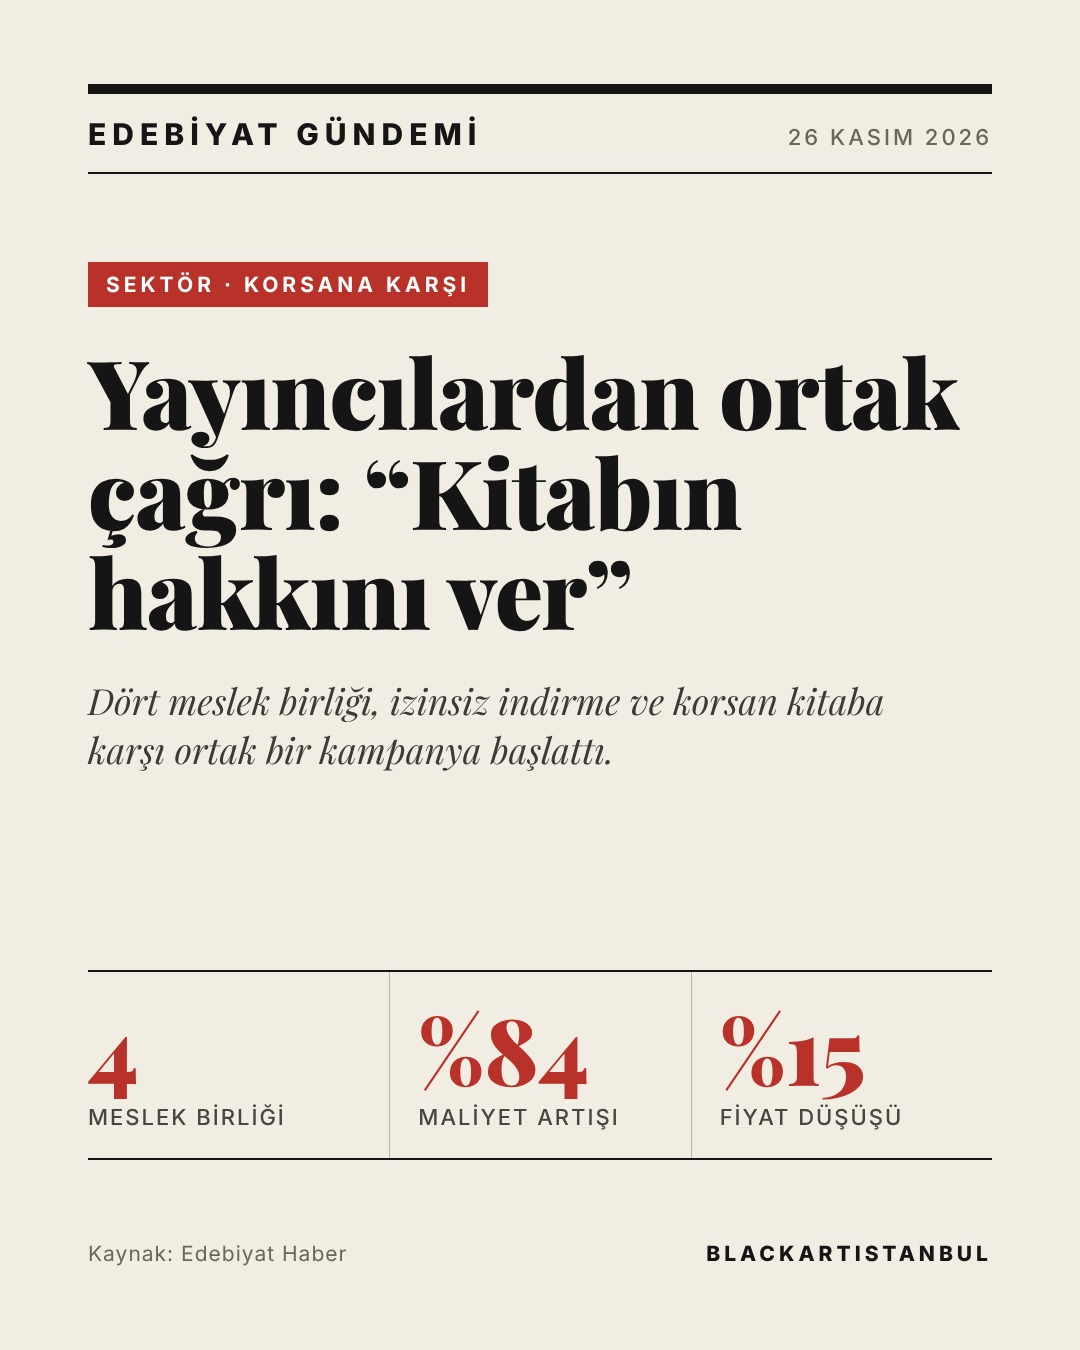 EDEBİYAT GÜNDEMİ
26 KASIM 2026
SEKTÖR · KORSANA KARŞI
Yayıncılardan ortak
çağrı: “Kitabın
hakkını ver”
Dört meslek birliği, izinsiz indirme ve korsan kitaba
karşı ortak bir kampanya başlattı.
4
MESLEK BİRLİĞİ
%84
MALİYET ARTIŞI
%15
FİYAT DÜŞÜŞÜ
Kaynak: Edebiyat Haber
BLACKARTISTANBUL